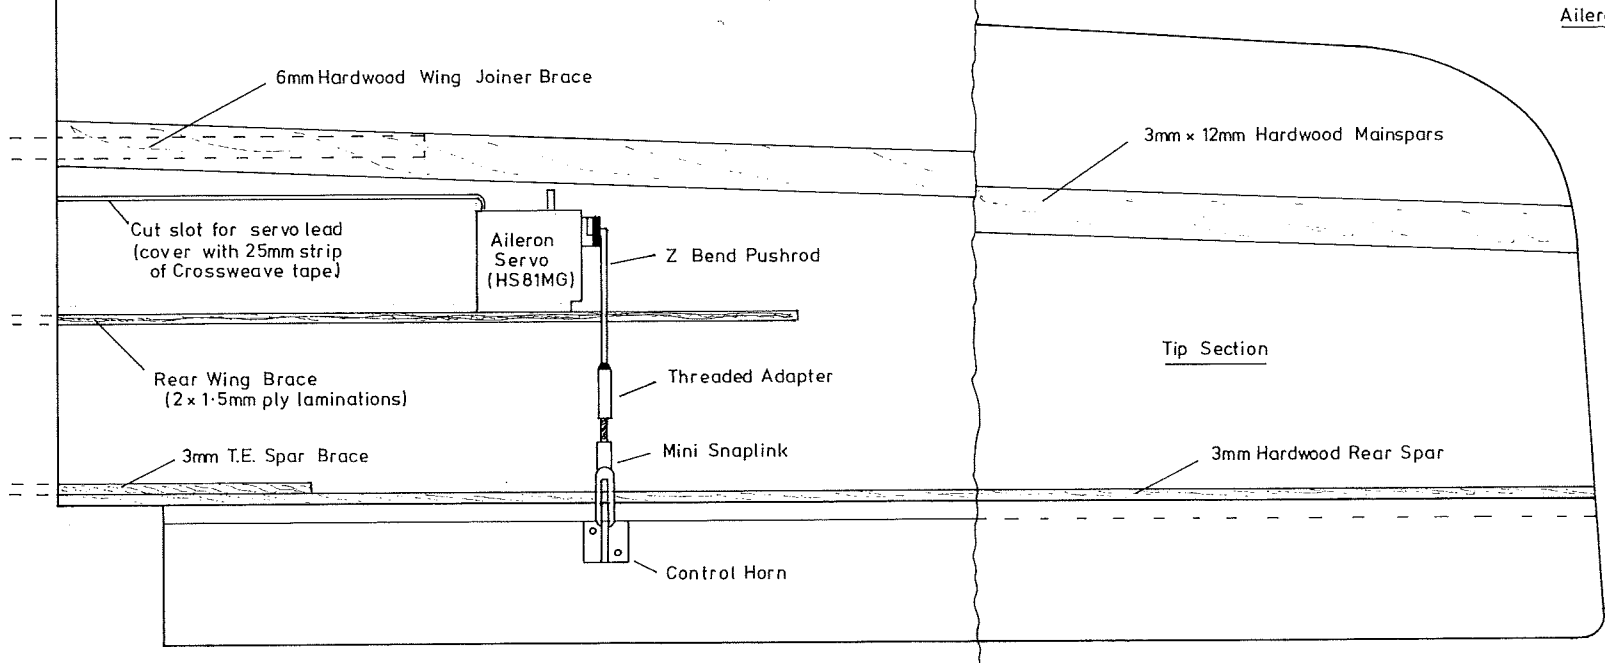 Ailer
6mm Hardwood Wing Joiner Brace
3mm × 12mm Hardwood Mainspars
Cut slot for servo lead
(cover with 25mm strip
of Crossweave tape.)
Aileron
Servo
(HS81MG)
Z Bend Pushrod
Tip Section
Rear Wing Brace
(2 × 1·5mm ply laminations)
Threaded Adapter
3mm T.E. Spar Brace
Mini Snaplink
3mm Hardwood Rear Spar
Control Horn